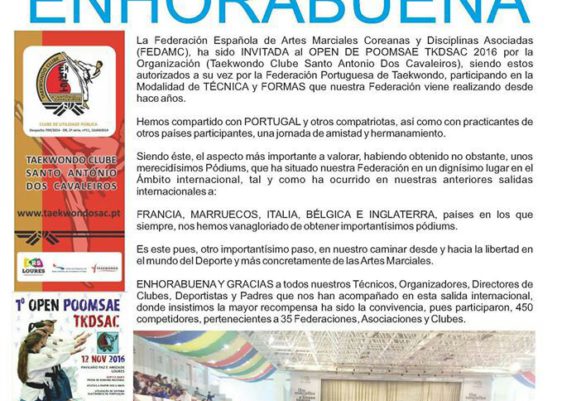 ENHORABUENA
La Federación Española de Artes Marciales Coreanas y Disciplinas Asociadas
(FEDAMC), ha sido INVITADA al OPEN DE POOMSAE TKDSAC 2016 por la
Organización (Taekwondo Clube Santo Antonio Dos Cavaleiros), siendo estos
autorizados a su vez por la Federación Portuguesa de Taekwondo, participando en la
Modalidad de TÉCNICA y FORMAS que nuestra Federación viene realizando desde
hace años.
Hemos compartido con PORTUGAL y otros compatriotas, así como con practicantes de
otros países participantes, una jornada de amistad y hermanamiento.
Siendo éste, el aspecto más importante a valorar, habiendo obtenido no obstante, unos
merecidísimos Pódiums, que ha situado nuestra Federación en un dignísimo lugar en el
Ámbito internacional, tal y como ha ocurrido en nuestras anteriores salidas
internacionales a:
FRANCIA, MARRUECOS, ITALIA, BÉLGICA E INGLATERRA, países en los que
siempre, nos hemos vanagloriado de obtener importantísimos pódiums.
Es este pues, otro importantísimo paso, en nuestro caminar desde y hacia la libertad en
el mundo del Deporte y más concretamente de las Artes Marciales.
ENHORABUENA Y GRACIAS a todos nuestros Técnicos, Organizadores, Directores de
Clubes, Deportistas y Padres que nos han acompañado en esta salida internacional,
donde insistimos la mayor recompensa ha sido la convivencia, pues participaron, 450
competidores, pertenecientes a 35 Federaciones, Asociaciones y Clubes.
CLUBE DE UTILIDADE PÚBLICA
TAEKWONDO CLUBE
SANTO ANTÓNIO
DOS CAVALEIROS
www.taekwondosac.pt
LOURES
1º OPEN POOMSAE
TKDSAC
12 NOV 2016
LOURES